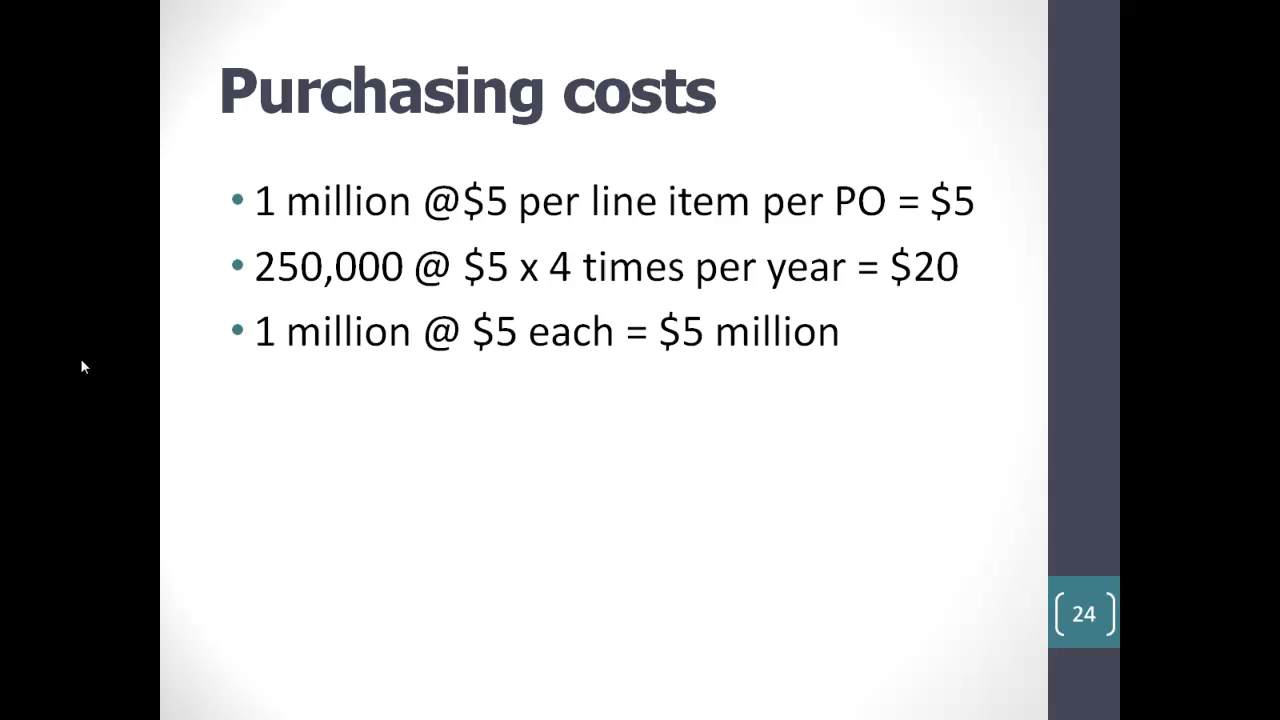 Purchasing costs
• 1 million @$5 per line item per PO = $5
• 250,000 @ $5 x 4 times per year = $20
• 1 million @ $5 each = $5 million
24